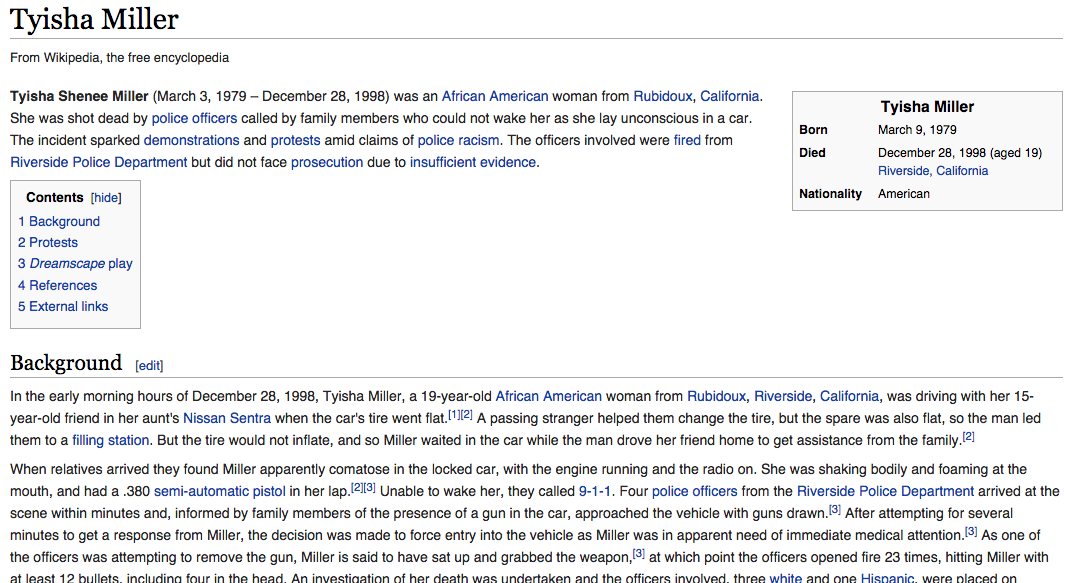 Tyisha Miller
From Wikipedia, the free encyclopedia
Tyisha Shenee Miller (March 3, 1979 – December 28, 1998) was an African American woman from Rubidoux, California.
She was shot dead by police officers called by family members who could not wake her as she lay unconscious in a car.
The incident sparked demonstrations and protests amid claims of police racism. The officers involved were fired from
Riverside Police Department but did not face prosecution due to insufficient evidence.
Tyisha Miller
Born March 9, 1979
Died December 28, 1998 (aged 19)
Riverside, California
Nationality American
Contents [hide]
1 Background
2 Protests
3 Dreamscape play
4 References
5 External links
Background [edit]
In the early morning hours of December 28, 1998, Tyisha Miller, a 19-year-old African American woman from Rubidoux, Riverside, California, was driving with her 15-
year-old friend in her aunt's Nissan Sentra when the car's tire went flat.[1][2] A passing stranger helped them change the tire, but the spare was also flat, so the man led
them to a filling station. But the tire would not inflate, and so Miller waited in the car while the man drove her friend home to get assistance from the family.[2]
When relatives arrived they found Miller apparently comatose in the locked car, with the engine running and the radio on. She was shaking bodily and foaming at the
mouth, and had a .380 semi-automatic pistol in her lap.[2][3] Unable to wake her, they called 9-1-1. Four police officers from the Riverside Police Department arrived at the
scene within minutes and, informed by family members of the presence of a gun in the car, approached the vehicle with guns drawn.[3] After attempting for several
minutes to get a response from Miller, the decision was made to force entry into the vehicle as Miller was in apparent need of immediate medical attention.[3] As one of
the officers was attempting to remove the gun, Miller is said to have sat up and grabbed the weapon,[3] at which point the officers opened fire 23 times, hitting Miller with
at least 12 bullets, including four in the head. An investigation of her death was undertaken and the officers involved, three white and one Hispanic, were placed on